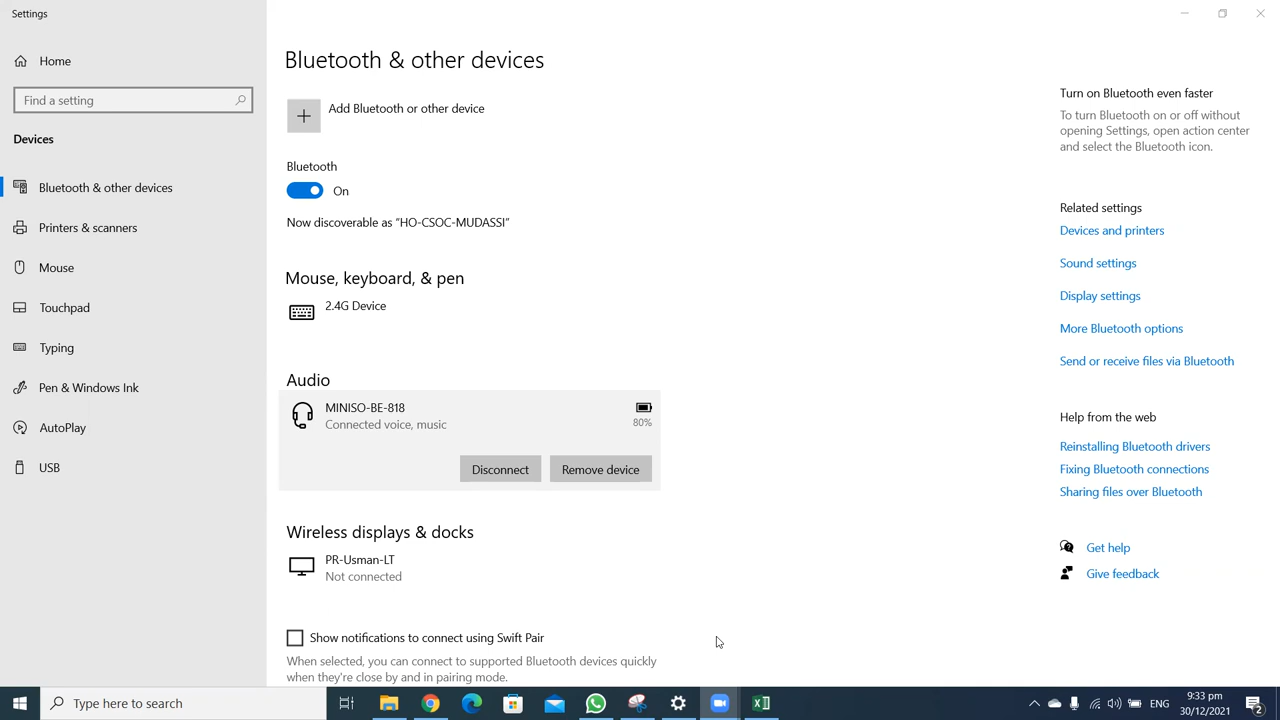 Settings
Home
Find a setting
Devices
Bluetooth & other devices
Printers & scanners
Mouse
Touchpad
Typing
Pen & Windows Ink
AutoPlay
USB
Bluetooth & other devices
Add Bluetooth or other device
Bluetooth
On
Now discoverable as “HO-CSOC-MUDASSI”
Mouse, keyboard, & pen
2.4G Device
Audio
MINISO-BE-818
Connected voice, music
80%
Disconnect
Remove device
Wireless displays & docks
PR-Usman-LT
Not connected
Show notifications to connect using Swift Pair
When selected, you can connect to supported Bluetooth devices quickly
when they're close by and in pairing mode.
Turn on Bluetooth even faster
To turn Bluetooth on or off without
opening Settings, open action center
and select the Bluetooth icon.
Related settings
Devices and printers
Sound settings
Display settings
More Bluetooth options
Send or receive files via Bluetooth
Help from the web
Reinstalling Bluetooth drivers
Fixing Bluetooth connections
Sharing files over Bluetooth
Get help
Give feedback
Type here to search
ENG
9:33 pm
30/12/2021
2